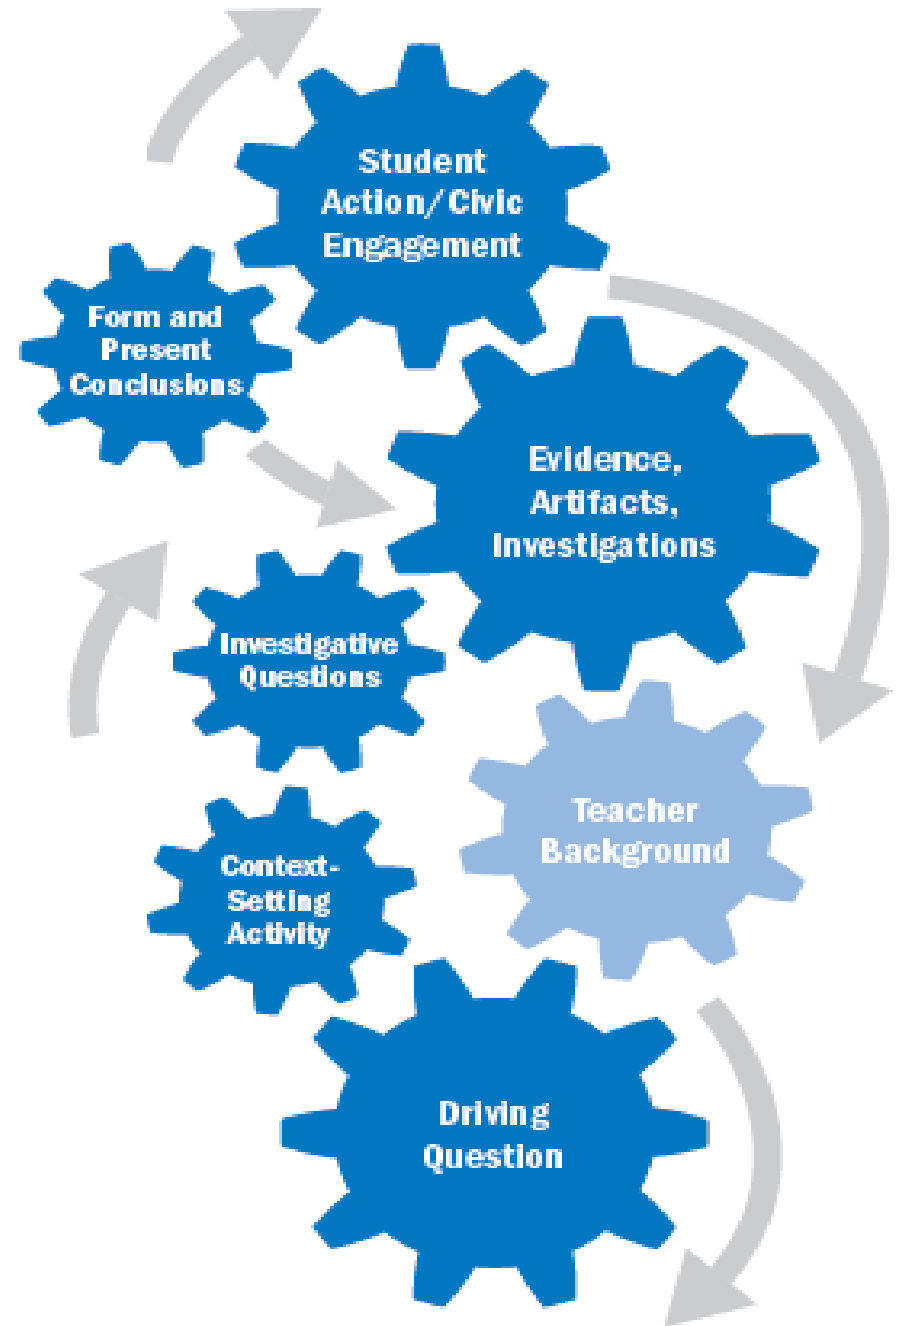 Student
Action/Civic
Engagement
Form and
Present
Conclusions
Evidence,
Artifacts,
Investigations
Investigative
Questions
Teacher
Background
Context-
Setting
Activity
Driving
Question